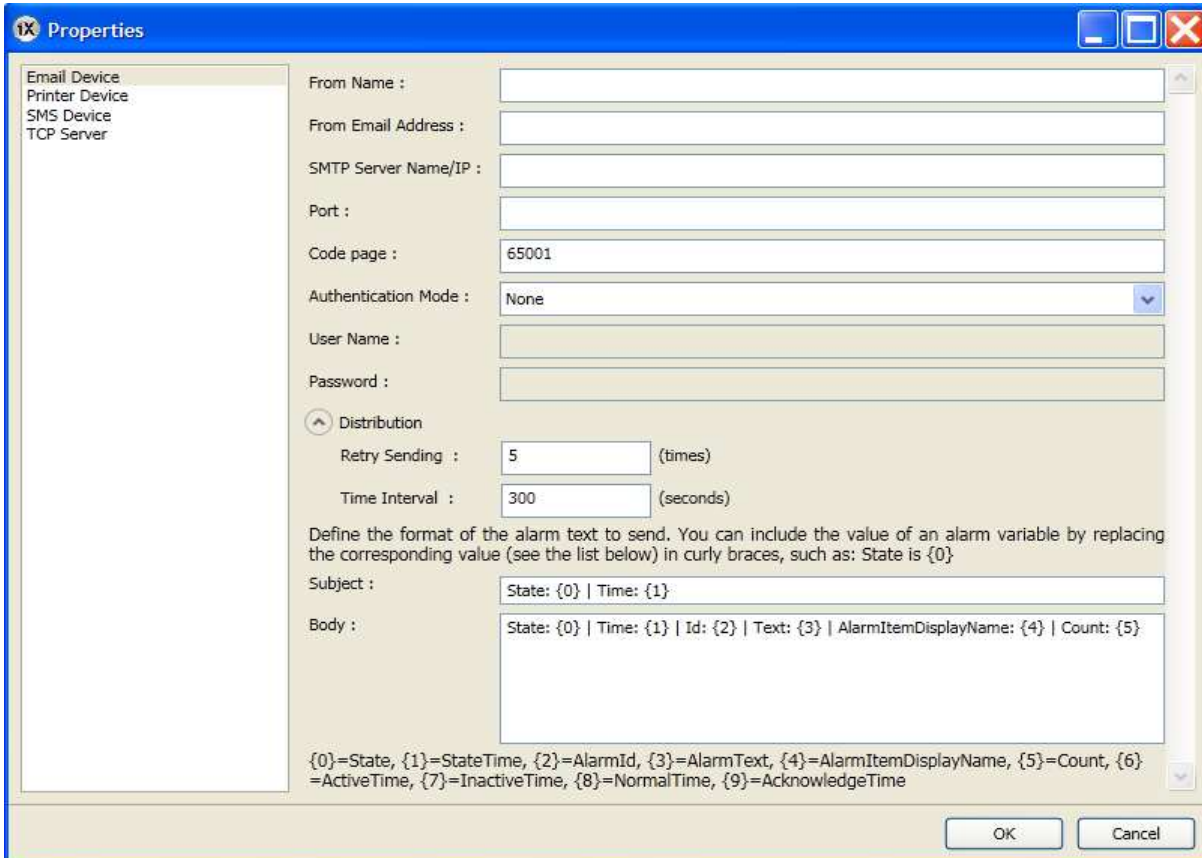 iX Properties
Email Device
Printer Device
SMS Device
TCP Server
From Name :
From Email Address :
SMTP Server Name/IP :
Port :
Code page : 65001
Authentication Mode : None
User Name :
Password :
Distribution
Retry Sending : 5 (times)
Time Interval : 300 (seconds)
Define the format of the alarm text to send. You can include the value of an alarm variable by replacing
the corresponding value (see the list below) in curly braces, such as: State is {0}
Subject : State: {0} | Time: {1}
Body : State: {0} | Time: {1} | Id: {2} | Text: {3} | AlarmItemDisplayName: {4} | Count: {5}
{0}=State, {1}=StateTime, {2}=AlarmId, {3}=AlarmText, {4}=AlarmItemDisplayName, {5}=Count, {6}
=ActiveTime, {7}=InactiveTime, {8}=NormalTime, {9}=AcknowledgeTime
OK Cancel